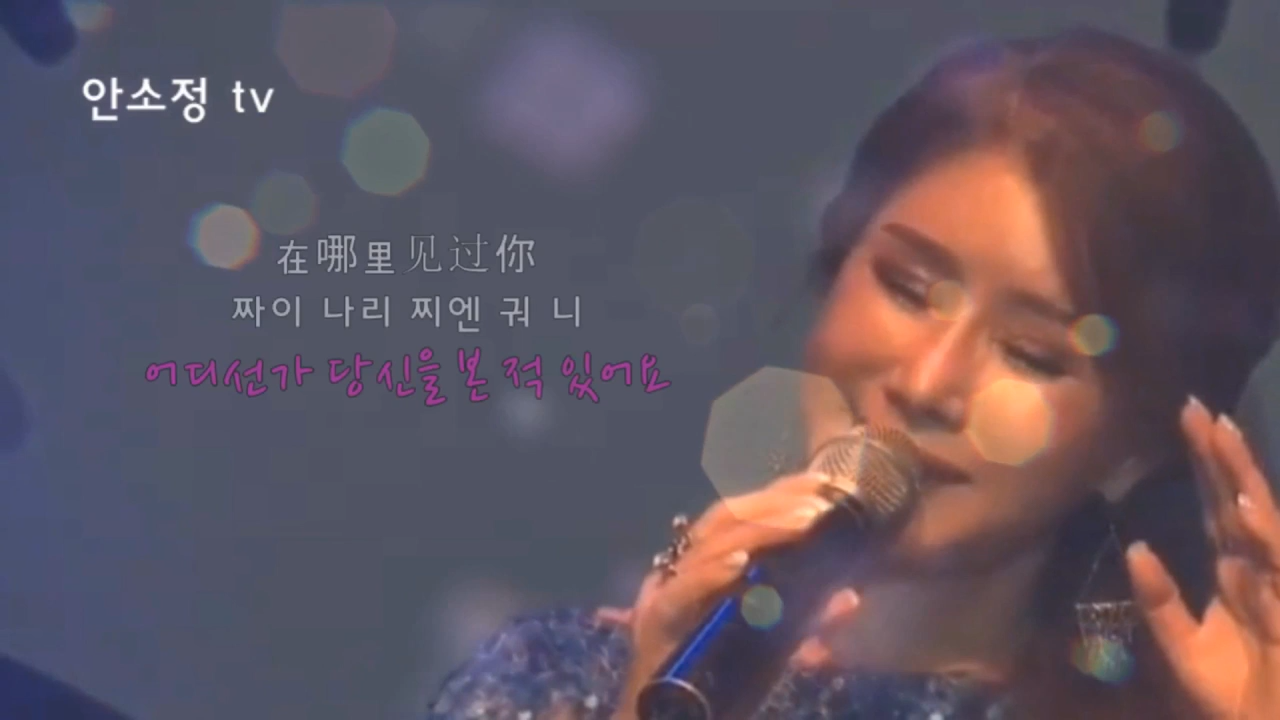 안소정 tv
在哪里见过你
짜이 나리 찌엔 궈 니
어디선가 당신을 본 적 있어요